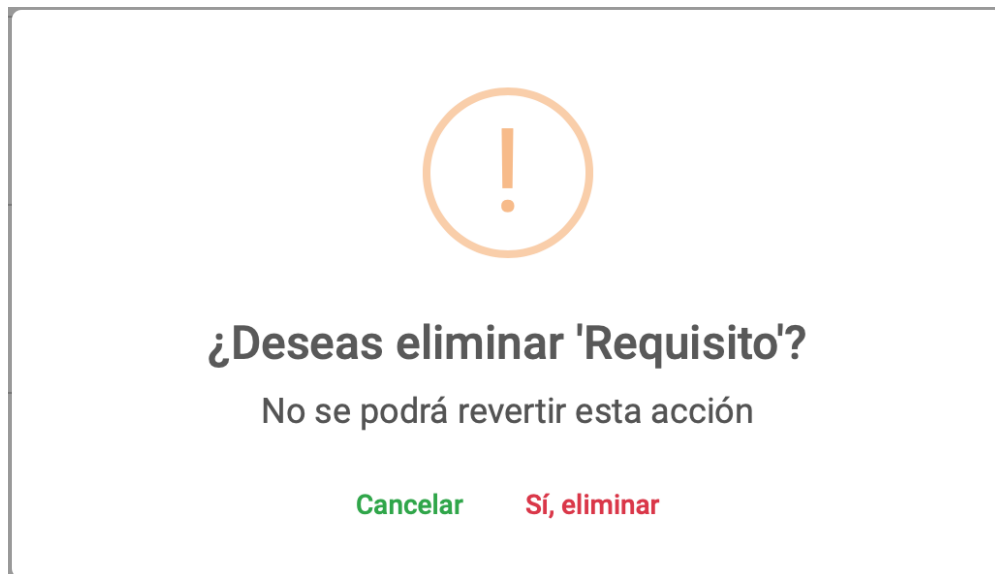 ¿Deseas eliminar 'Requisito'?
No se podrá revertir esta acción
Cancelar Sí, eliminar